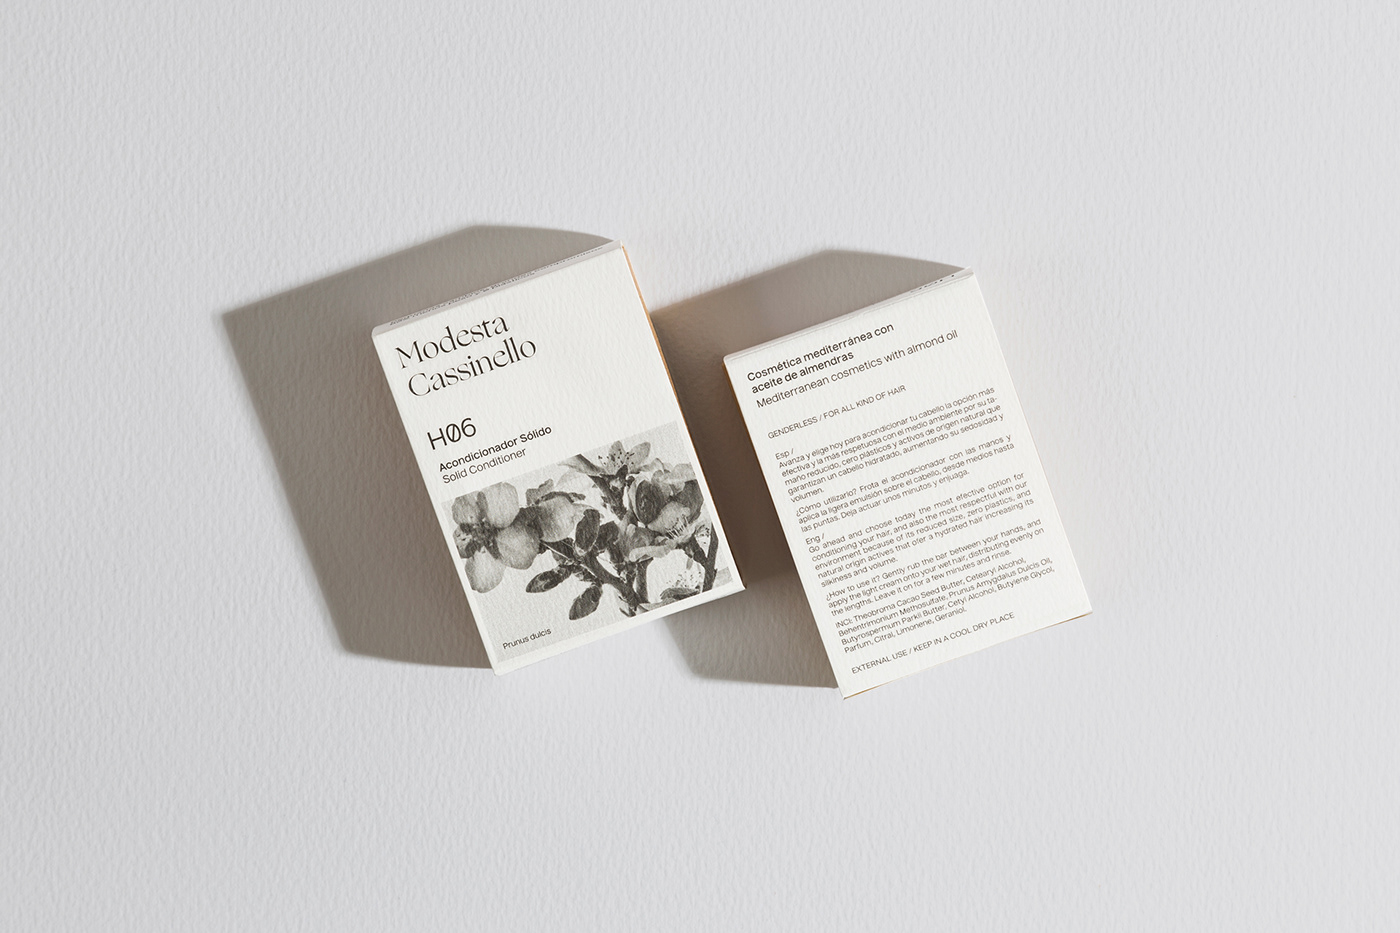 Modesta
Cassinello
HØ6
Acondicionador Sólido
Solid Conditioner
Prunus dulcis
Cosmética mediterránea con
aceite de almendras
Mediterranean cosmetics with almond oil
GENDERLESS / FOR ALL KIND OF HAIR
Esp /
Avanza y elige hoy para acondicionar tu cabello la opción más
efectiva y la más respetuosa con el medio ambiente por su ta-
maño reducido, cero plásticos y activos de origen natural que
garantizan un cabello hidratado, aumentando su sedosidad y
volumen.
¿Cómo utilizarlo? Frota el acondicionador con las manos y
aplica la ligera emulsión sobre el cabello, desde medios hasta
las puntas. Deja actuar unos minutos y enjuaga.
Eng /
Go ahead and choose today the most efective option for
conditioning your hair, and also the most respectful with our
environment because of its reduced size, zero plastics, and
natural origin actives that ofer a hydrated hair increasing its
silkiness and volume.
¿How to use it? Gently rub the bar between your hands, and
apply the light cream onto your wet hair, distributing evenly on
the lengths. Leave it on for a few minutes and rinse.
INCI: Theobroma Cacao Seed Butter, Cetearyl Alcohol,
Behentrimonium Methosulfate, Prunus Amygdalus Dulcis Oil,
Butyrospermum Parkii Butter, Cetyl Alcohol, Butylene Glycol,
Parfum, Citral, Limonene, Geraniol.
EXTERNAL USE / KEEP IN A COOL DRY PLACE